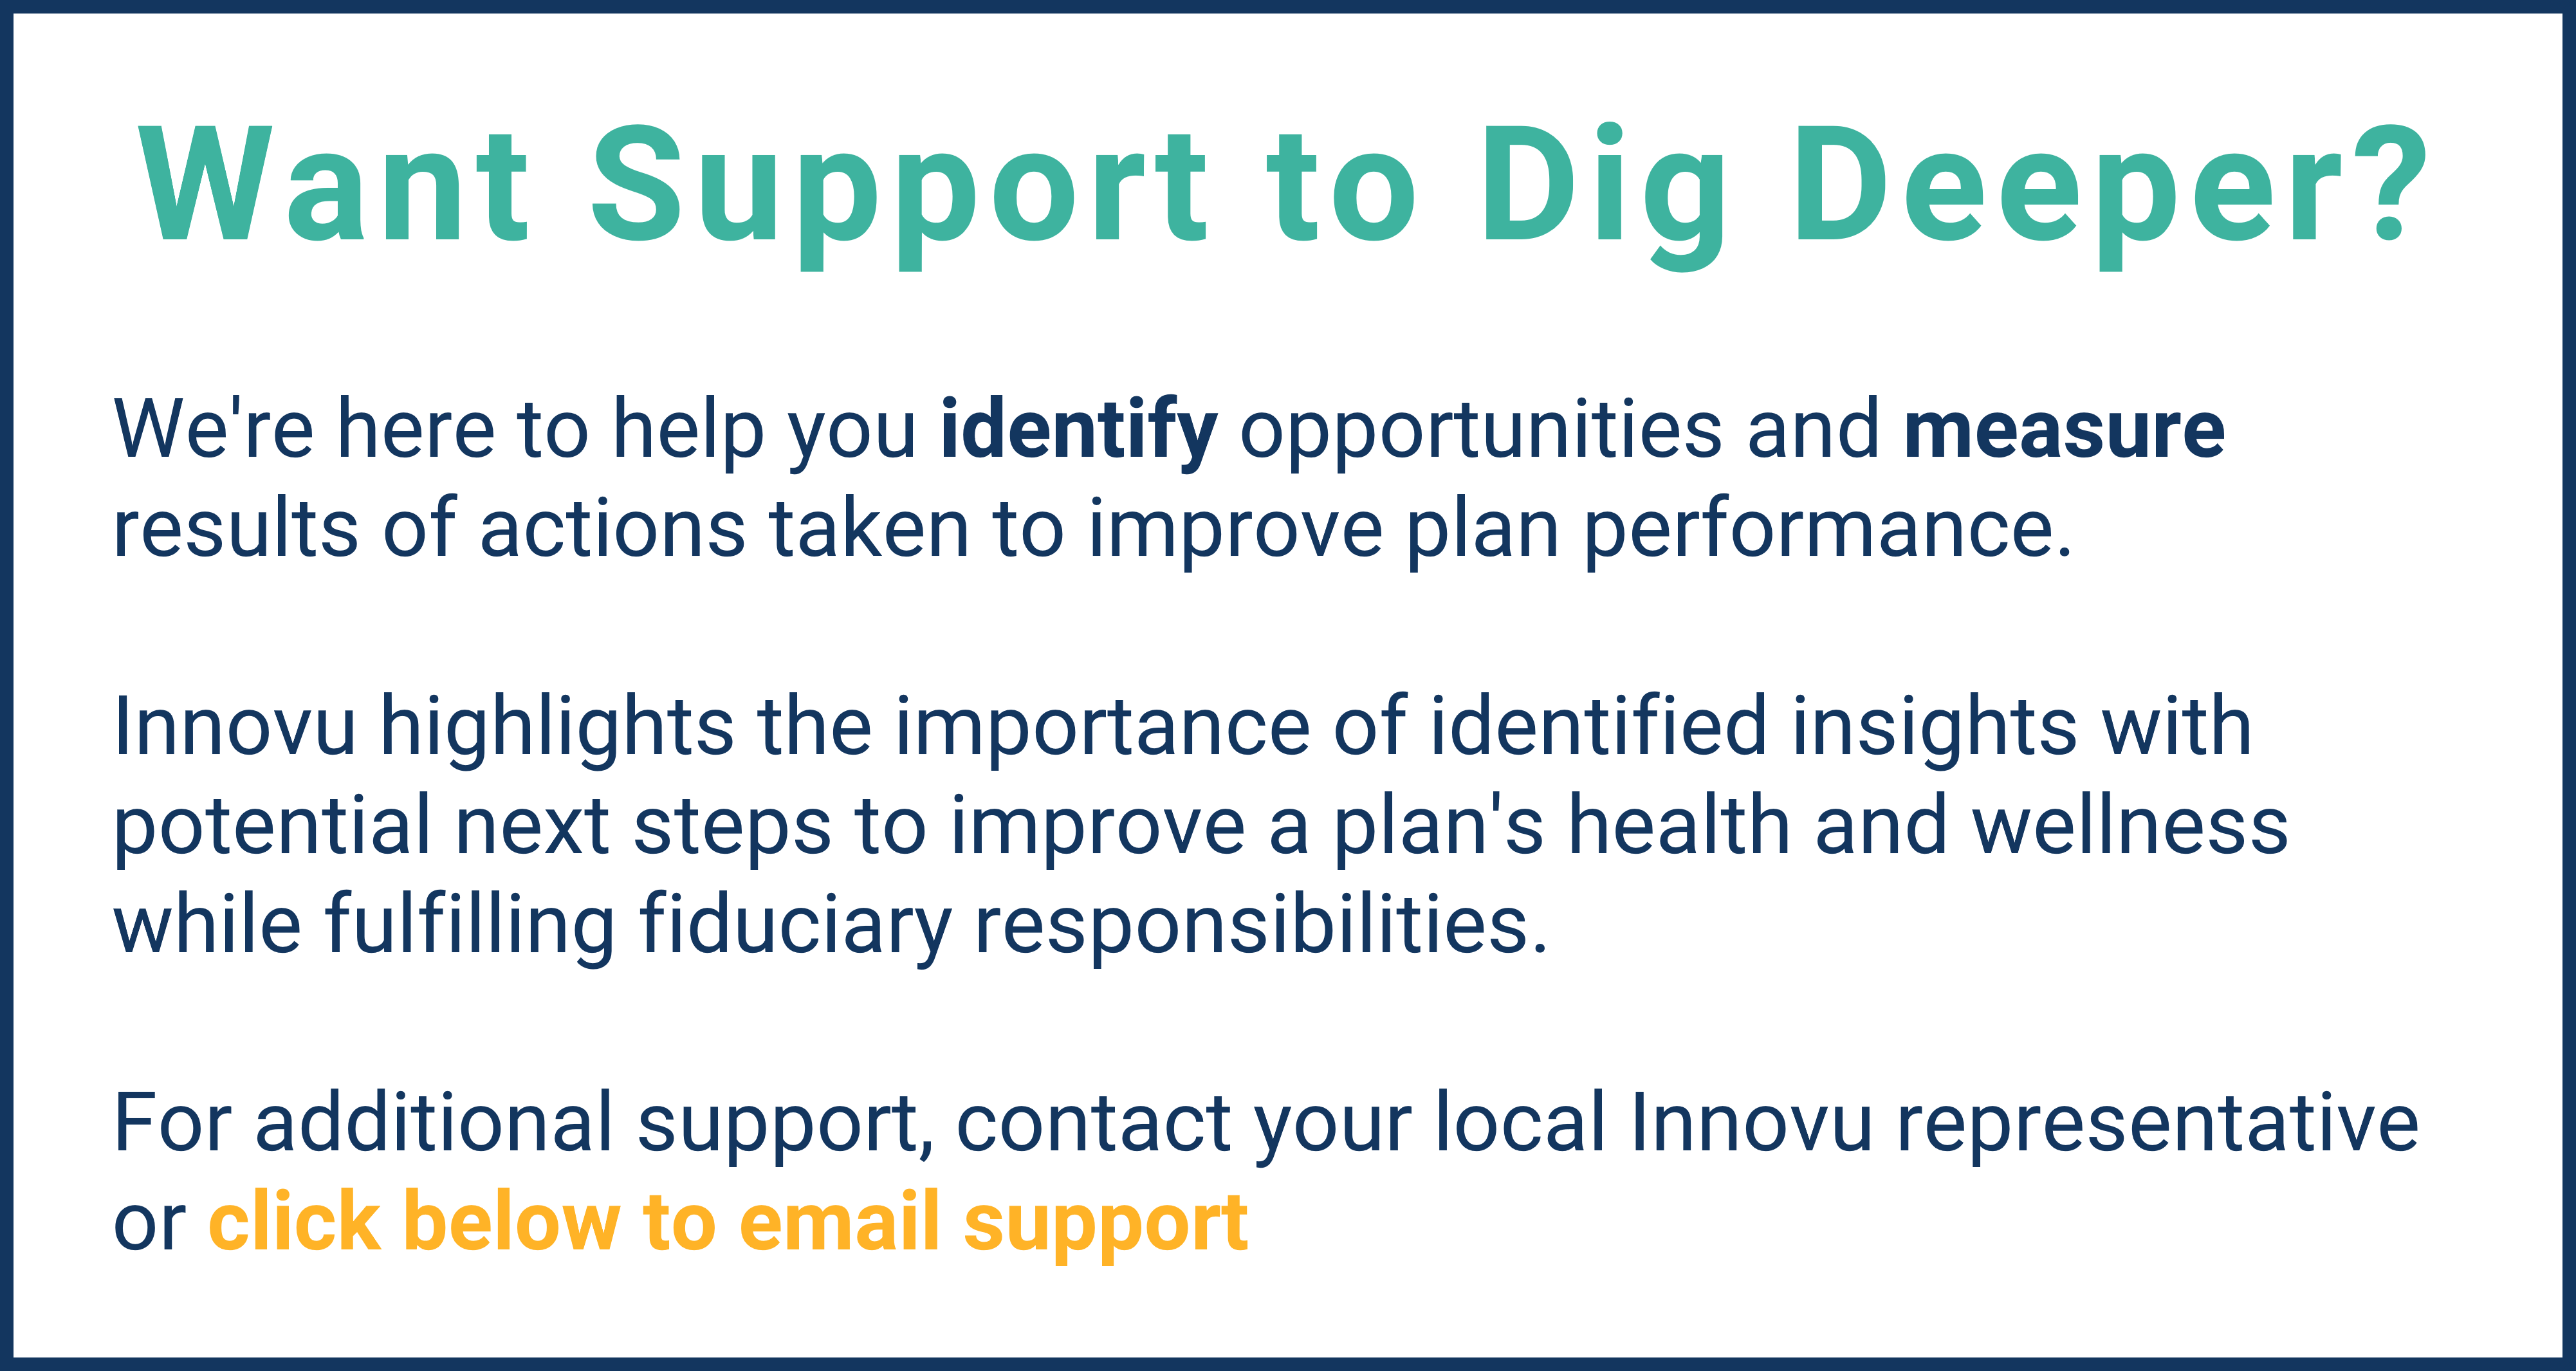 Want Support to Dig Deeper?
We're here to help you identify opportunities and measure
results of actions taken to improve plan performance.
Innovu highlights the importance of identified insights with
potential next steps to improve a plan's health and wellness
while fulfilling fiduciary responsibilities.
For additional support, contact your local Innovu representative
or click below to email support